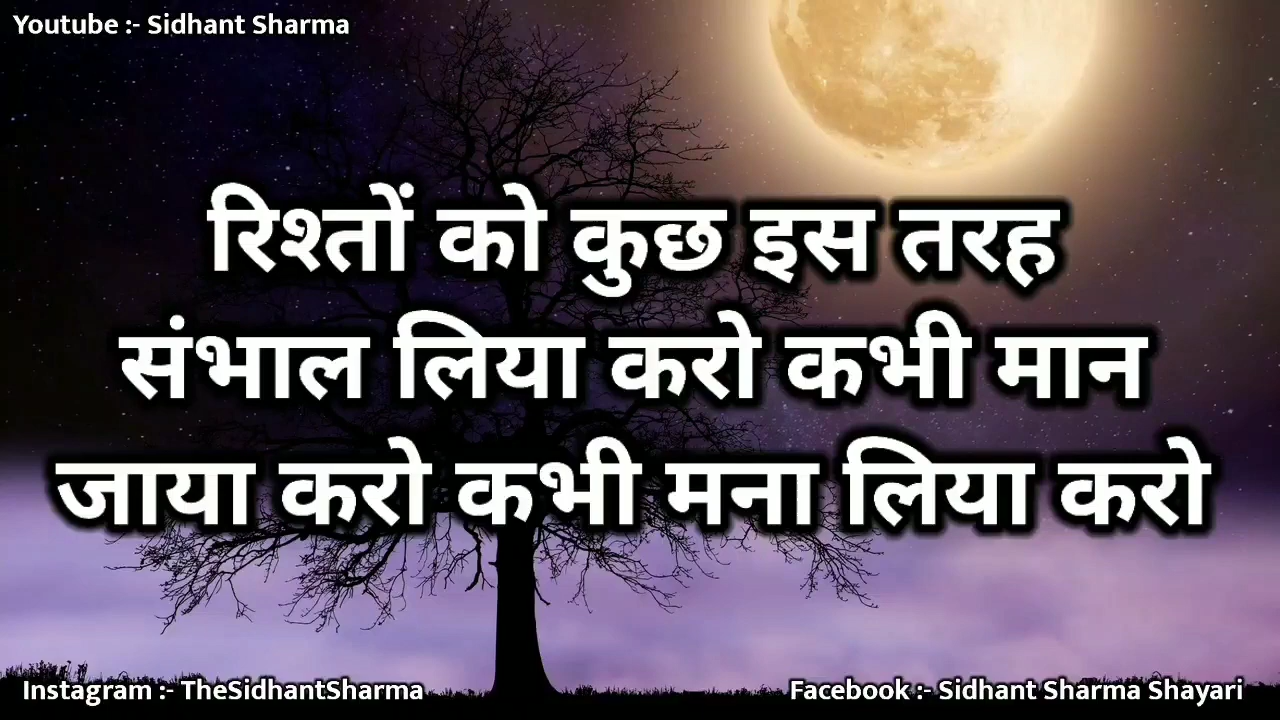 Youtube :- Sidhant Sharma
रिश्तों को कुछ इस तरह
संभाल लिया करो कभी मान
जाया करो कभी मना लिया करो
Instagram :- TheSidhantSharma
Facebook :- Sidhant Sharma Shayari